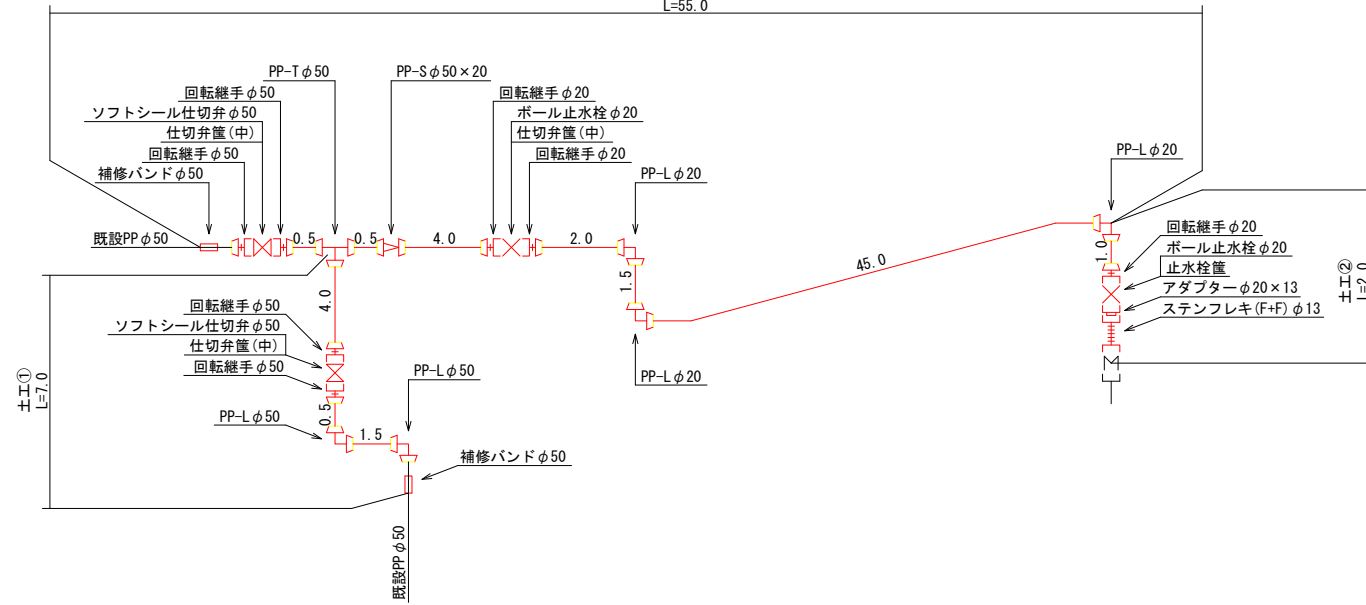 L=55.0
PP-Tφ50
PP-Sφ50×20
回転継手φ50
回転継手φ20
ソフトシール仕切弁φ50
ボール止水栓φ20
仕切弁筐(中)
仕切弁筐(中)
回転継手φ50
回転継手φ20
PP-Lφ20
補修バンドφ50
PP-Lφ20
既設PPφ50
0.5
0.5
4.0
2.0
回転継手φ20
ボール止水栓φ20
止水栓筐
アダプターφ20×13
ステンフレキ(F+F)φ13
1.0
土工②
L=2.0
45.0
1.5
4.0
回転継手φ50
ソフトシール仕切弁φ50
仕切弁筐(中)
回転継手φ50
PP-Lφ50
PP-Lφ20
土工①
L=7.0
PP-Lφ50
0.5
1.5
補修バンドφ50
既設PPφ50